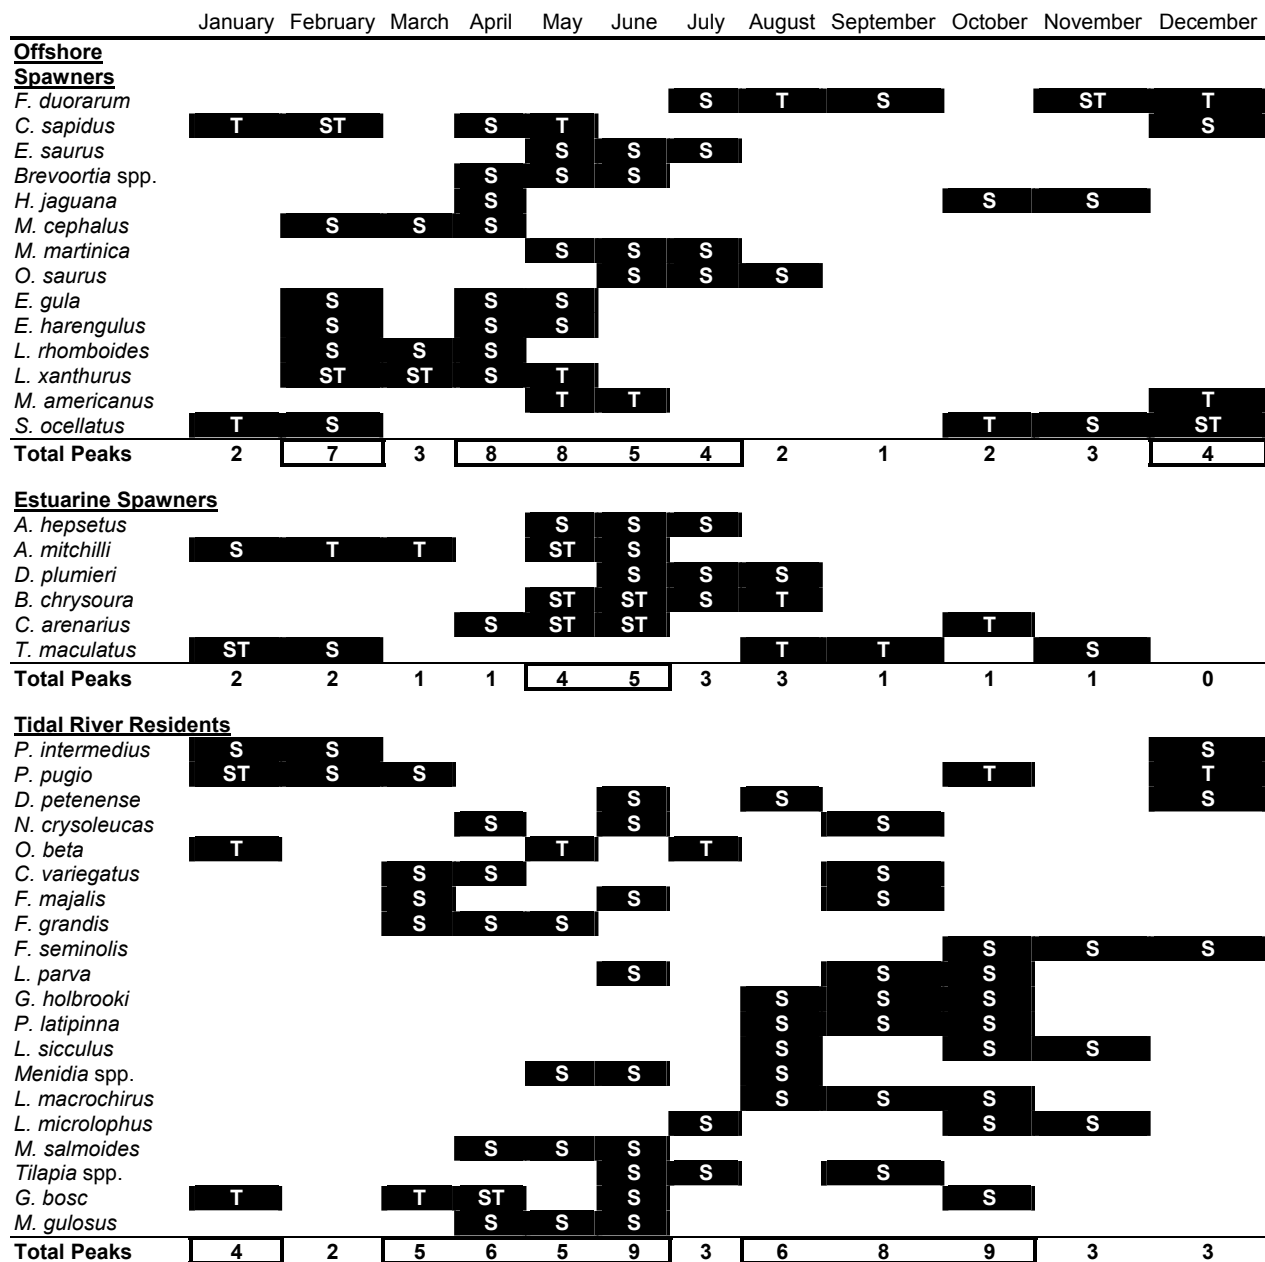 January February March April May June July August September October November December
Offshore
Spawners
F. duorarum S T S ST T
C. sapidus T ST S T S
E. saurus S S S
Brevoortia spp. S S S
H. jaguana S S S
M. cephalus S S S
M. martinica S S S
O. saurus S S S
E. gula S S S
E. harengulus S S S
L. rhomboides S S S
L. xanthurus ST ST S T
M. americanus T T T
S. ocellatus T S T S ST
Total Peaks 2 7 3 8 8 5 4 2 1 2 3 4
Estuarine Spawners
A. hepsetus S S S
A. mitchilli S T T ST S
D. plumieri S S S
B. chrysoura ST ST S T
C. arenarius S ST ST T
T. maculatus ST S T T S
Total Peaks 2 2 1 1 4 5 3 3 1 1 1 0
Tidal River Residents
P. intermedius S S S
P. pugio ST S S T T
D. petenense S S S
N. crysoleucas S S S
O. beta T T T
C. variegatus S S S
F. majalis S S S
F. grandis S S S
F. seminolis S S S
L. parva S S S
G. holbrooki S S S
P. latipinna S S S
L. sicculus S S S
Menidia spp. S S S
L. macrochirus S S S
L. microlophus S S S
M. salmoides S S S
Tilapia spp. S S S
G. bosc T T ST S S
M. gulosus S S S
Total Peaks 4 2 5 6 5 9 3 6 8 9 3 3